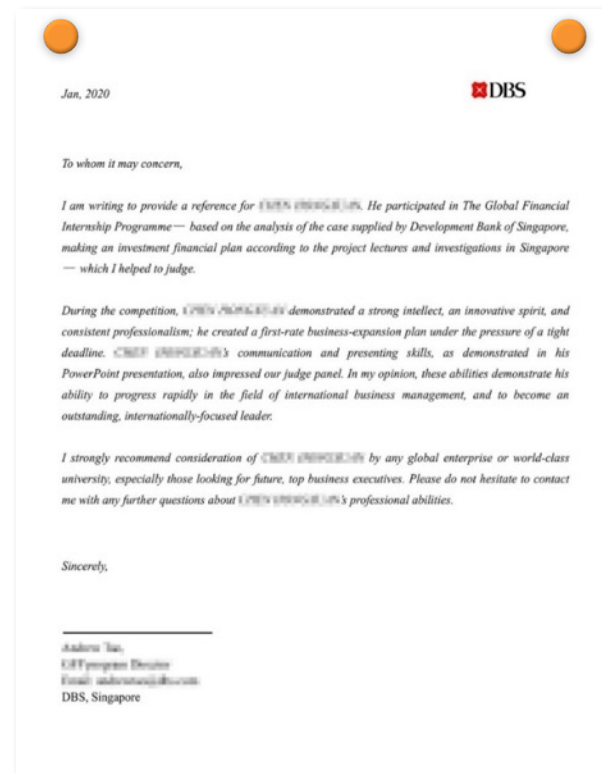 Jan, 2020
DBS
To whom it may concern,
I am writing to provide a reference for . He participated in The Global Financial
Internship Programme— based on the analysis of the case supplied by Development Bank of Singapore,
making an investment financial plan according to the project lectures and investigations in Singapore
— which I helped to judge.
During the competition, demonstrated a strong intellect, an innovative spirit, and
consistent professionalism; he created a first-rate business-expansion plan under the pressure of a tight
deadline. 's communication and presenting skills, as demonstrated in his
PowerPoint presentation, also impressed our judge panel. In my opinion, these abilities demonstrate his
ability to progress rapidly in the field of international business management, and to become an
outstanding, internationally-focused leader.
I strongly recommend consideration of by any global enterprise or world-class
university, especially those looking for future, top business executives. Please do not hesitate to contact
me with any further questions about 's professional abilities.
Sincerely,
DBS, Singapore